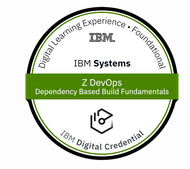 Digital Learning Experience • Foundational
IBM.
IBM Systems
Z DevOps
Dependency Based Build Fundamentals
IBM Digital Credential